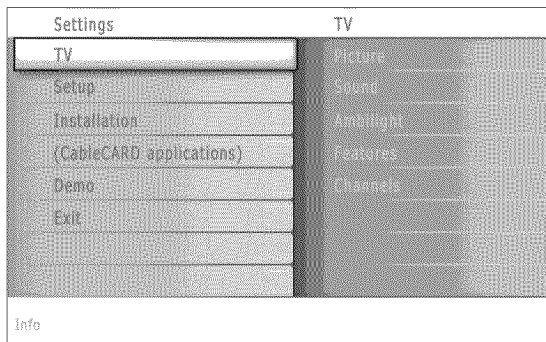 Settings
TV
TV
Picture
Setup
Sound
Installation
Ambilight
(CableCARD applications)
Features
Demo
Channels
Exit
Info